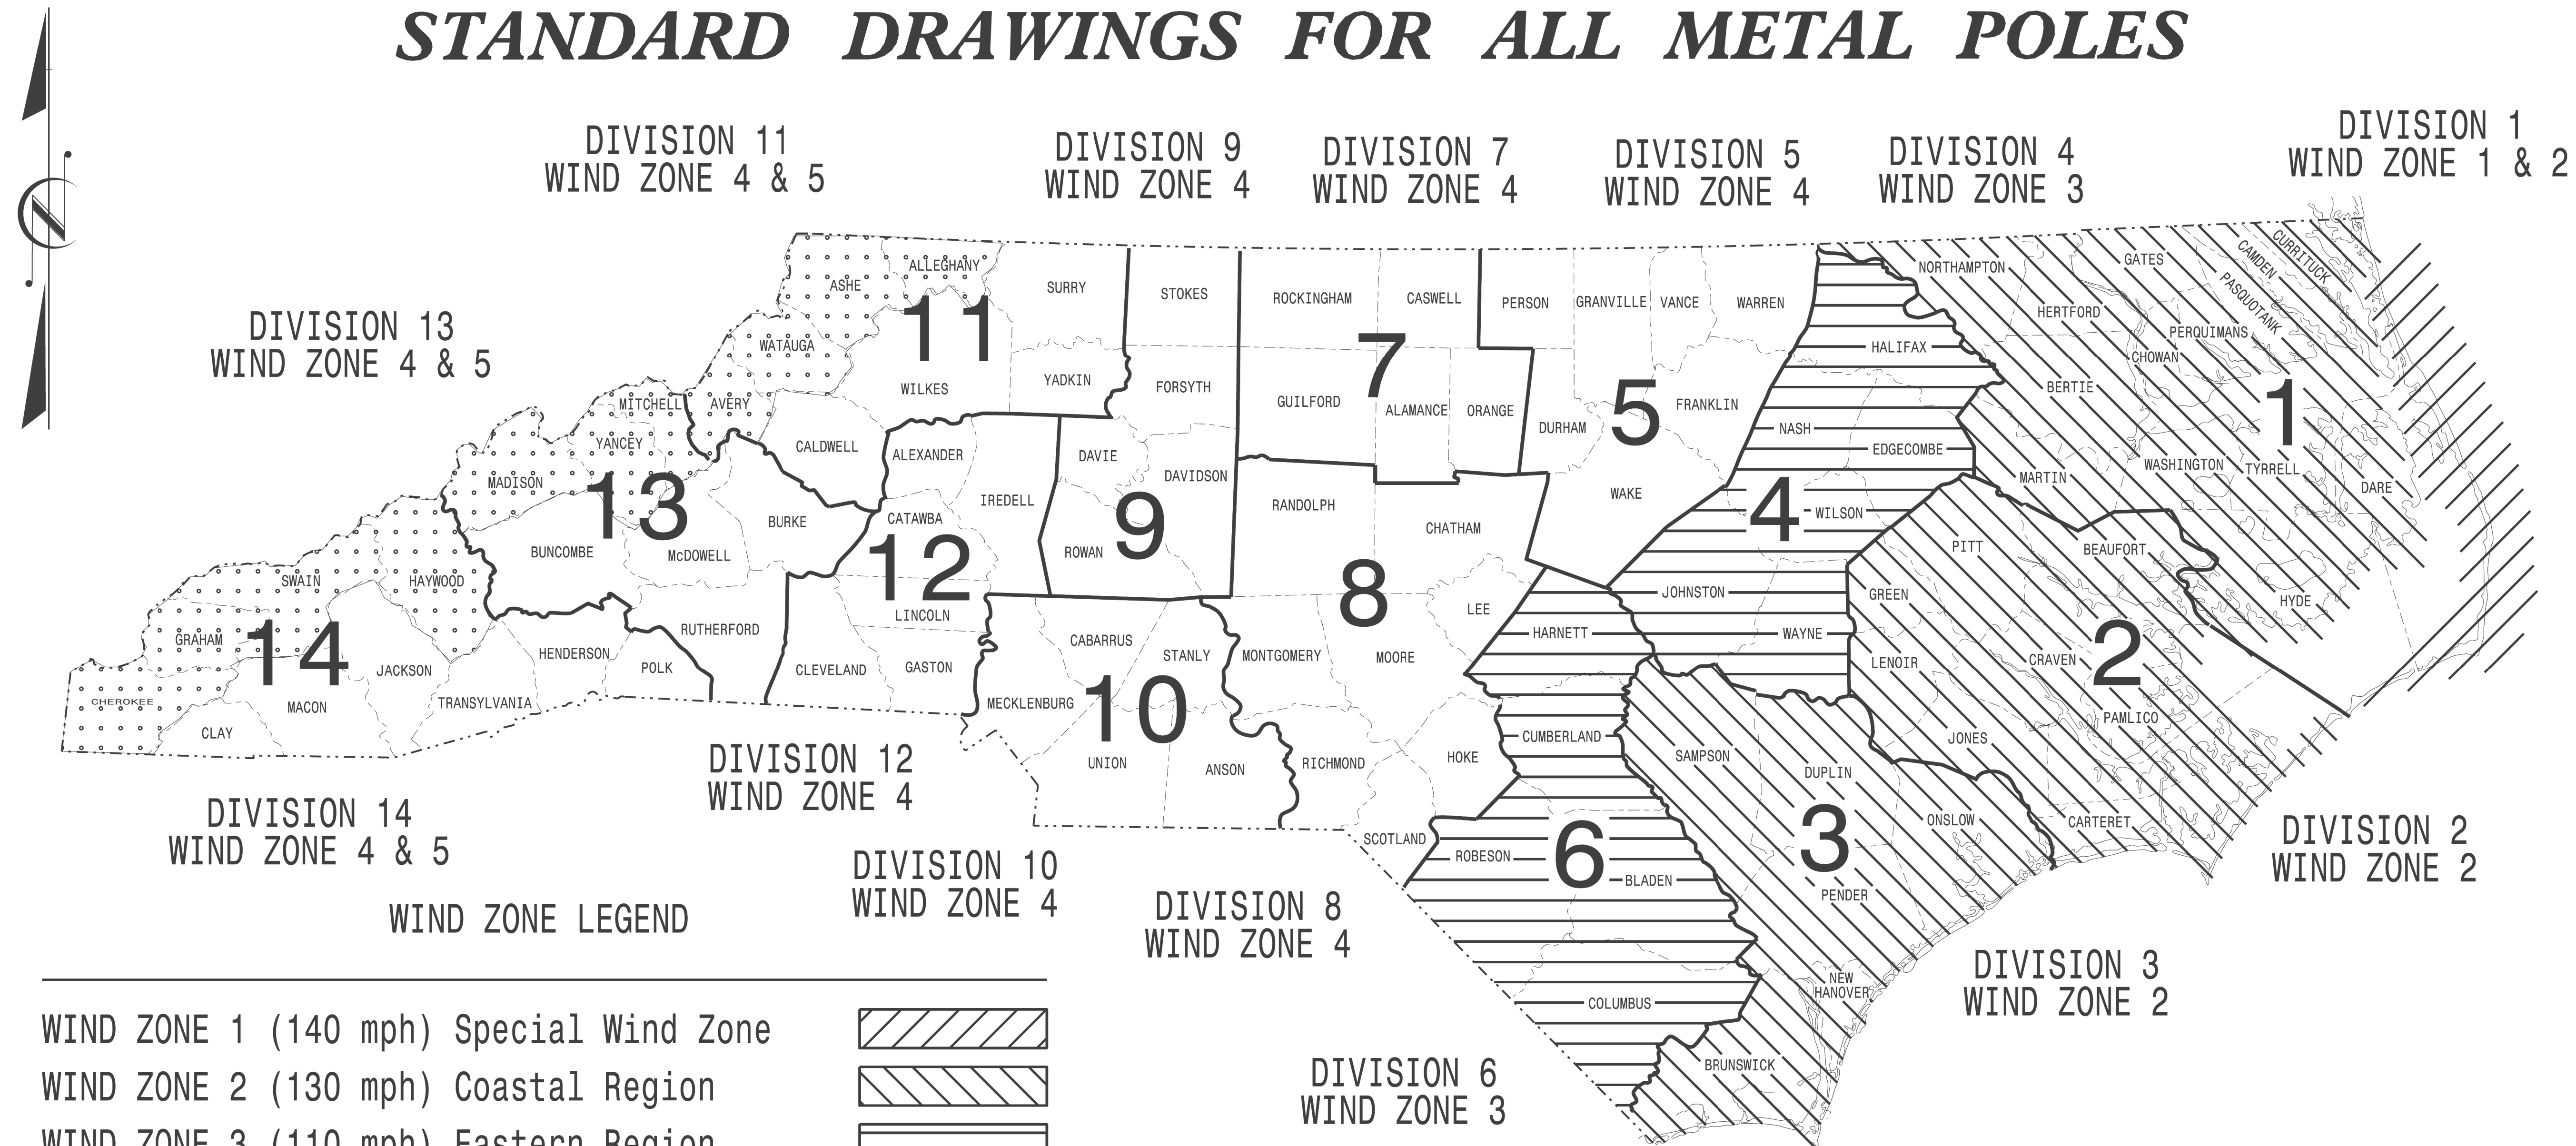 STANDARD DRAWINGS FOR ALL METAL POLES
DIVISION 11
WIND ZONE 4 & 5
DIVISION 9
WIND ZONE 4
DIVISION 7
WIND ZONE 4
DIVISION 5
WIND ZONE 4
DIVISION 4
WIND ZONE 3
DIVISION 1
WIND ZONE 1 & 2
DIVISION 13
WIND ZONE 4 & 5
N
ASHE
ALLEGHANY
11
SURRY
WATAUGA
WILKES
YADKIN
MITCHELL
AVERY
YANCEY
CALDWELL
MADISON
13
BURKE
BUNCOMBE
McDOWELL
SWAIN
HAYWOOD
GRAHAM
14
JACKSON
CHEROKEE
MACON
CLAY
TRANSYLVANIA
HENDERSON
POLK
RUTHERFORD
ALEXANDER
IREDELL
CATAWBA
12
LINCOLN
CLEVELAND
GASTON
STOKES
FORSYTH
DAVIE
DAVIDSON
ROWAN
9
CABARRUS
STANLY
MECKLENBURG
10
UNION
ANSON
ROCKINGHAM
CASWELL
7
GUILFORD
ALAMANCE
ORANGE
RANDOLPH
CHATHAM
8
LEE
MONTGOMERY
MOORE
RICHMOND
HOKE
SCOTLAND
PERSON
GRANVILLE
VANCE
WARREN
5
FRANKLIN
DURHAM
WAKE
HALIFAX
NASH
EDGECOMBE
4
WILSON
JOHNSTON
WAYNE
HARNETT
CUMBERLAND
ROBESON
6
BLADEN
COLUMBUS
NORTHAMPTON
GATES
CAMDEN
CURRITUCK
PASQUOTANK
HERTFORD
PERQUIMANS
CHOWAN
BERTIE
1
MARTIN
WASHINGTON
TYRRELL
DARE
HYDE
PITT
BEAUFORT
GREEN
LENOIR
CRAVEN
2
PAMLICO
JONES
CARTERET
SAMPSON
DUPLIN
3
ONSLOW
PENDER
NEW
HANOVER
BRUNSWICK
DIVISION 14
WIND ZONE 4 & 5
DIVISION 12
WIND ZONE 4
DIVISION 10
WIND ZONE 4
DIVISION 8
WIND ZONE 4
DIVISION 6
WIND ZONE 3
DIVISION 3
WIND ZONE 2
DIVISION 2
WIND ZONE 2
WIND ZONE LEGEND
WIND ZONE 1 (140 mph) Special Wind Zone
WIND ZONE 2 (130 mph) Coastal Region
WIND ZONE 3 (110 mph) Eastern Region